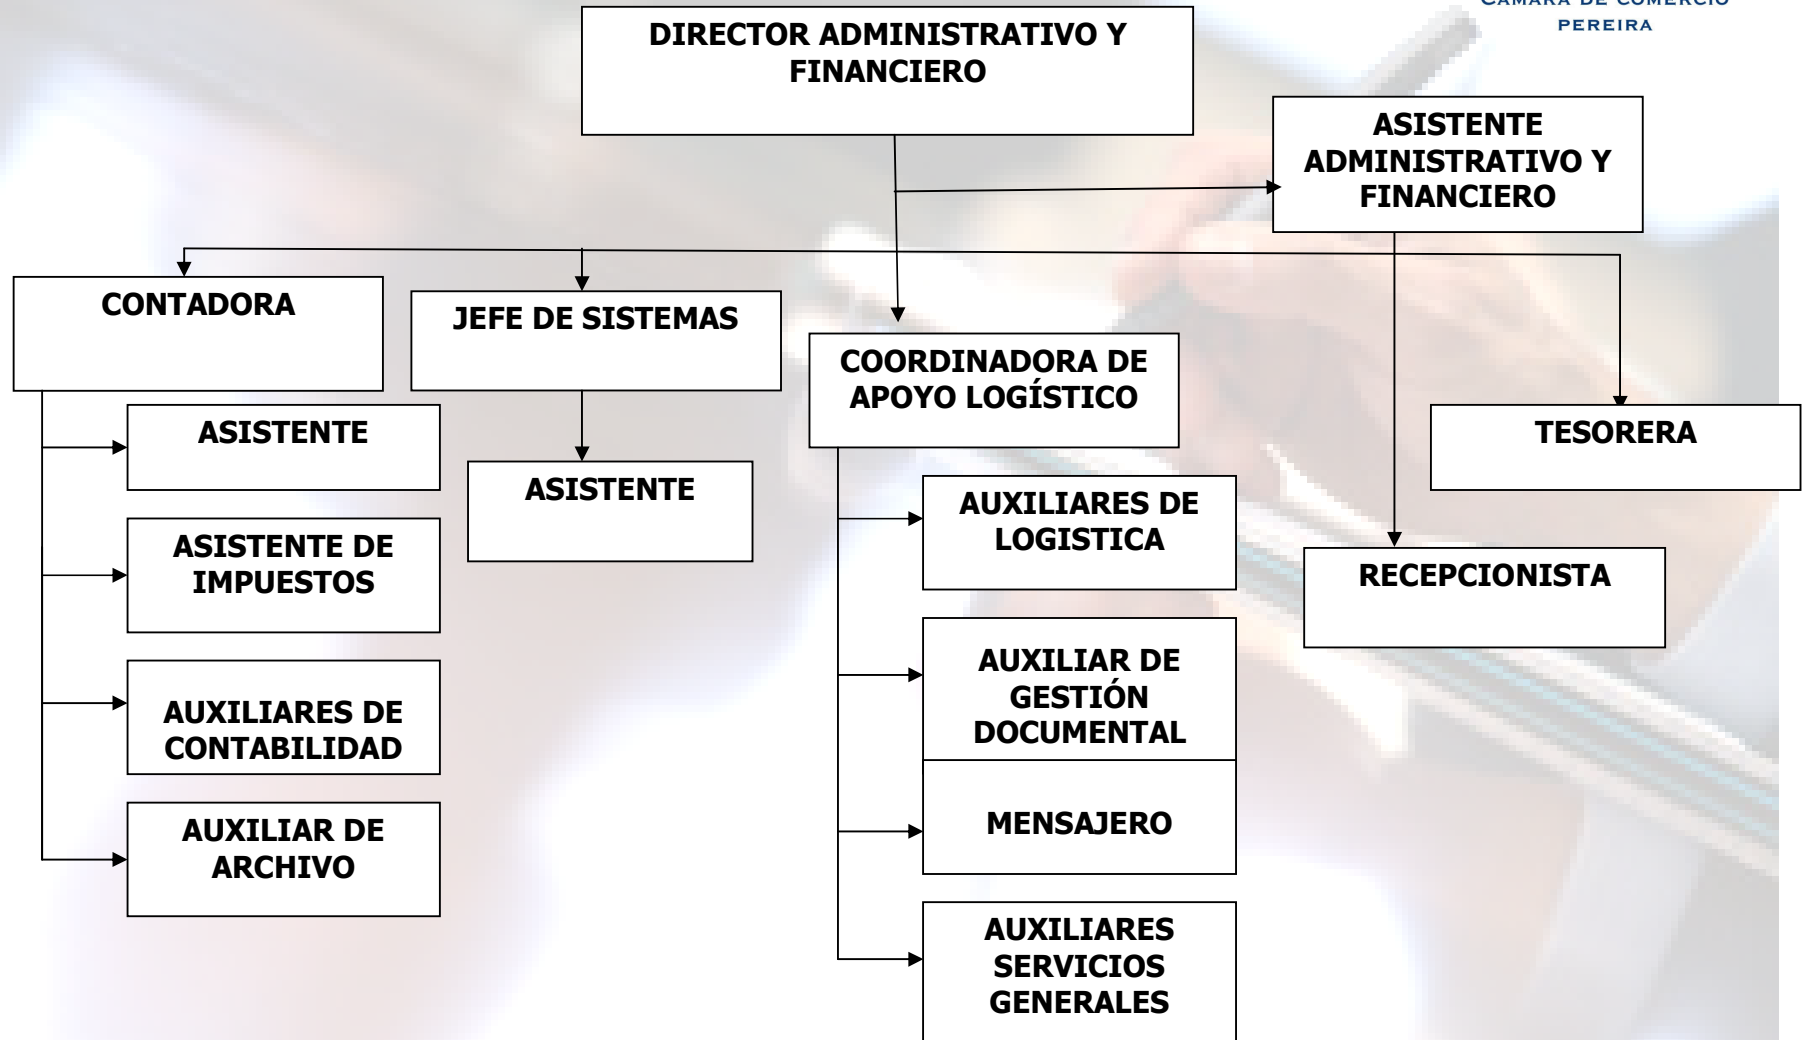 CÁMARA DE COMERCIO
PEREIRA
DIRECTOR ADMINISTRATIVO Y
FINANCIERO
ASISTENTE
ADMINISTRATIVO Y
FINANCIERO
CONTADORA
JEFE DE SISTEMAS
COORDINADORA DE
APOYO LOGÍSTICO
TESORERA
ASISTENTE
ASISTENTE DE
IMPUESTOS
AUXILIARES DE
CONTABILIDAD
AUXILIAR DE
ARCHIVO
ASISTENTE
AUXILIARES DE
LOGISTICA
AUXILIAR DE
GESTIÓN
DOCUMENTAL
MENSAJERO
AUXILIARES
SERVICIOS
GENERALES
RECEPCIONISTA